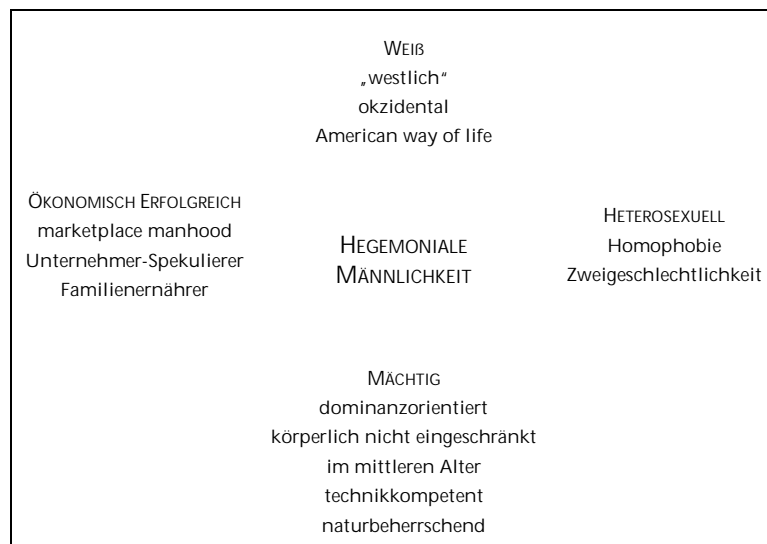 WEIẞ
„westlich“
okzidental
American way of life
ÖKONOMISCH ERFOLGREICH
marketplace manhood
Unternehmer-Spekulierer
Familienernährer
HEGEMONIALE
MÄNNLICHKEIT
HETEROSEXUELL
Homophobie
Zweigeschlechtlichkeit
MÄCHTIG
dominanzorientiert
körperlich nicht eingeschränkt
im mittleren Alter
technikkompetent
naturbeherrschend